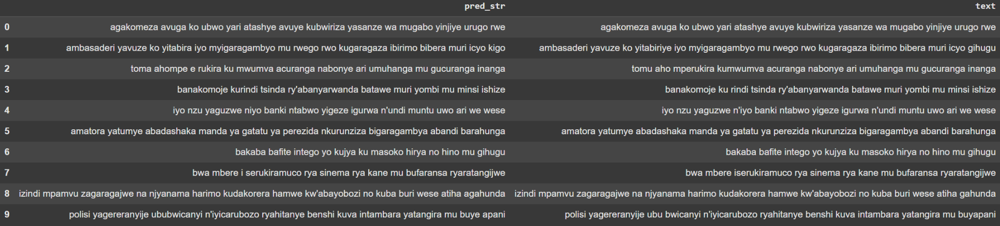 pred_str text
0 agakomeza avuga ko ubwo yari atashye avuye kubwiriza yasanze wa mugabo yinjiye urugo rwe agakomeza avuga ko ubwo yari atashye avuye kubwiriza yasanze wa mugabo yinjiye urugo rwe
1 ambasaderi yavuze ko yitabira iyo myigaragambyo mu rwego rwo kugaragaza ibirimo bibera muri icyo kigo ambasaderi yavuze ko yitabiriye iyo myigaragambyo mu rwego rwo kugaragaza ibirimo bibera muri icyo gihugu
2 toma ahompe e rukira ku mwumva acuranga nabonye ari umuhanga mu gucuranga inanga tomu aho mperukira kumwumva acuranga nabonye ari umuhanga mu gucuranga inanga
3 banakomoje kurindi tsinda ry'abanyarwanda batawe muri yombi mu minsi ishize banakomoje ku rindi tsinda ry'abanyarwanda batawe muri yombi mu minsi ishize
4 iyo nzu yaguzwe niyo banki ntabwo yigeze igurwa n'undi muntu uwo ari we wese iyo nzu yaguzwe n'iyo banki ntabwo yigeze igurwa n'undi muntu uwo ari we wese
5 amatora yatumye abadashaka manda ya gatatu ya perezida nkurunziza bigaragambya abandi barahunga amatora yatumye abadashaka manda ya gatatu ya perezida nkurunziza bigaragambya abandi barahunga
6 bakaba bafite intego yo kujya ku masoko hirya no hino mu gihugu bakaba bafite intego yo kujya ku masoko hirya no hino mu gihugu
7 bwa mbere i serukiramuco rya sinema rya kane mu bufaransa ryaratangijwe bwa mbere iserukiramuco rya sinema rya kane mu bufaransa ryaratangijwe
8 izindi mpamvu zagaragajwe na njyanama harimo kudakorera hamwe kw'abayobozi no kuba buri wese atiha agahunda izindi mpamvu zagaragajwe na njyanama harimo kudakorera hamwe kw'abayobozi no kuba buri wese atiha gahunda
9 polisi yagereranyije ububwicanyi n'iyicarubozo ryahitanye benshi kuva intambara yatangira mu buye apani polisi yagereranyije ubu bwicanyi n'iyicarubozo ryahitanye benshi kuva intambara yatangira mu buyapani